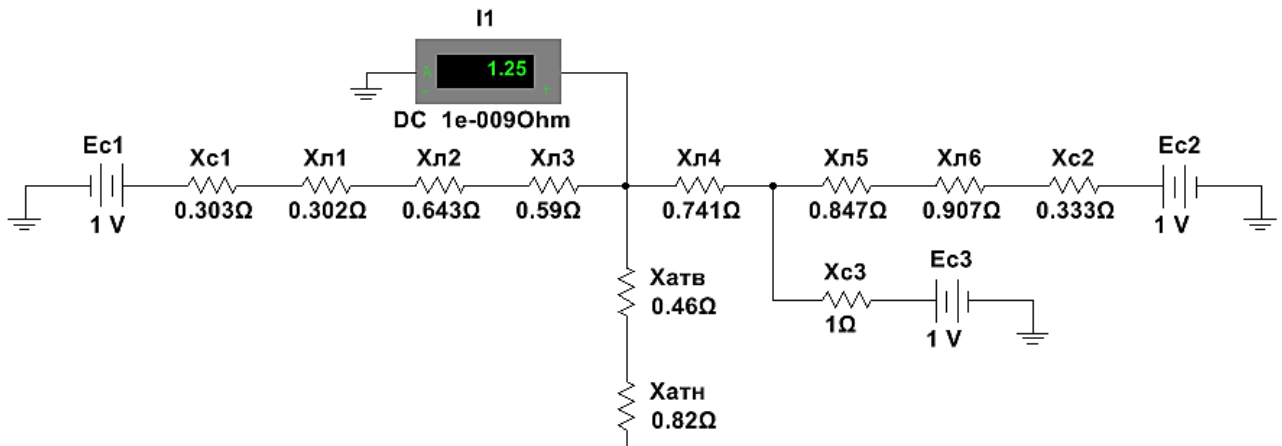 I1
A
1.25
-
+
DC 1e-009Ohm
Ec1
Xc1
Xл1
Xл2
Xл3
Xл4
Xл5
Xл6
Xc2
Ec2
1 V
0.303Ω
0.302Ω
0.643Ω
0.59Ω
0.741Ω
0.847Ω
0.907Ω
0.333Ω
1 V
Xатв
0.46Ω
Xc3
1Ω
Ec3
1 V
Xатн
0.82Ω